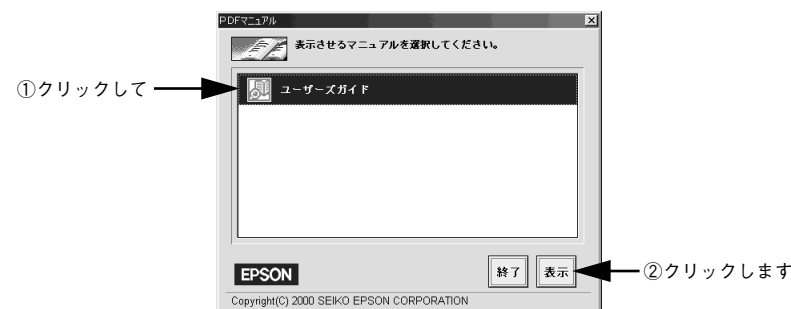 PDFマニュアル
表示させるマニュアルを選択してください。
①クリックして
ユーザーズガイド
EPSON
終了
表示
②クリックします
Copyright(C) 2000 SEIKO EPSON CORPORATION